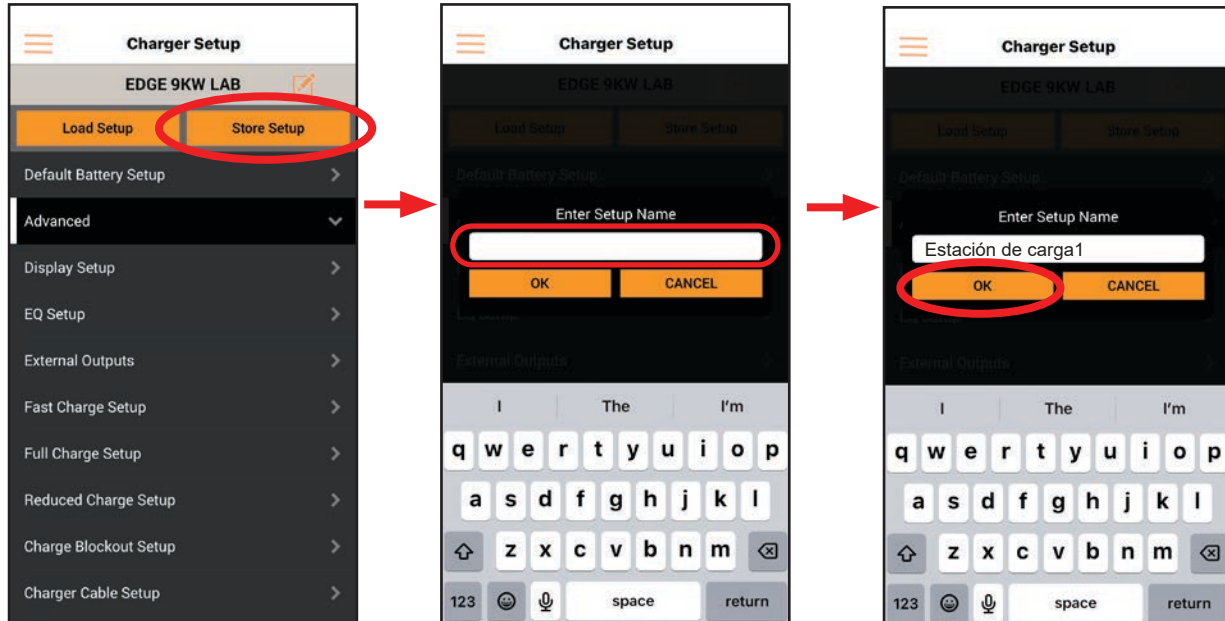 Charger Setup
EDGE 9KW LAB
Load Setup Store Setup
Default Battery Setup
Advanced
Display Setup
EQ Setup
External Outputs
Fast Charge Setup
Full Charge Setup
Reduced Charge Setup
Charge Blockout Setup
Charger Cable Setup
Charger Setup
EDGE 9KW LAB
Load Setup Store Setup
Default Battery Setup
Enter Setup Name
OK CANCEL
EQ Setup
External Outputs
I The I'm
q w e r t y u i o p
a s d f g h j k l
z x c v b n m
123 space return
Charger Setup
EDGE 9KW LAB
Load Setup Store Setup
Default Battery Setup
Enter Setup Name
Estación de carga1
OK CANCEL
EQ Setup
External Outputs
I The I'm
q w e r t y u i o p
a s d f g h j k l
z x c v b n m
123 space return